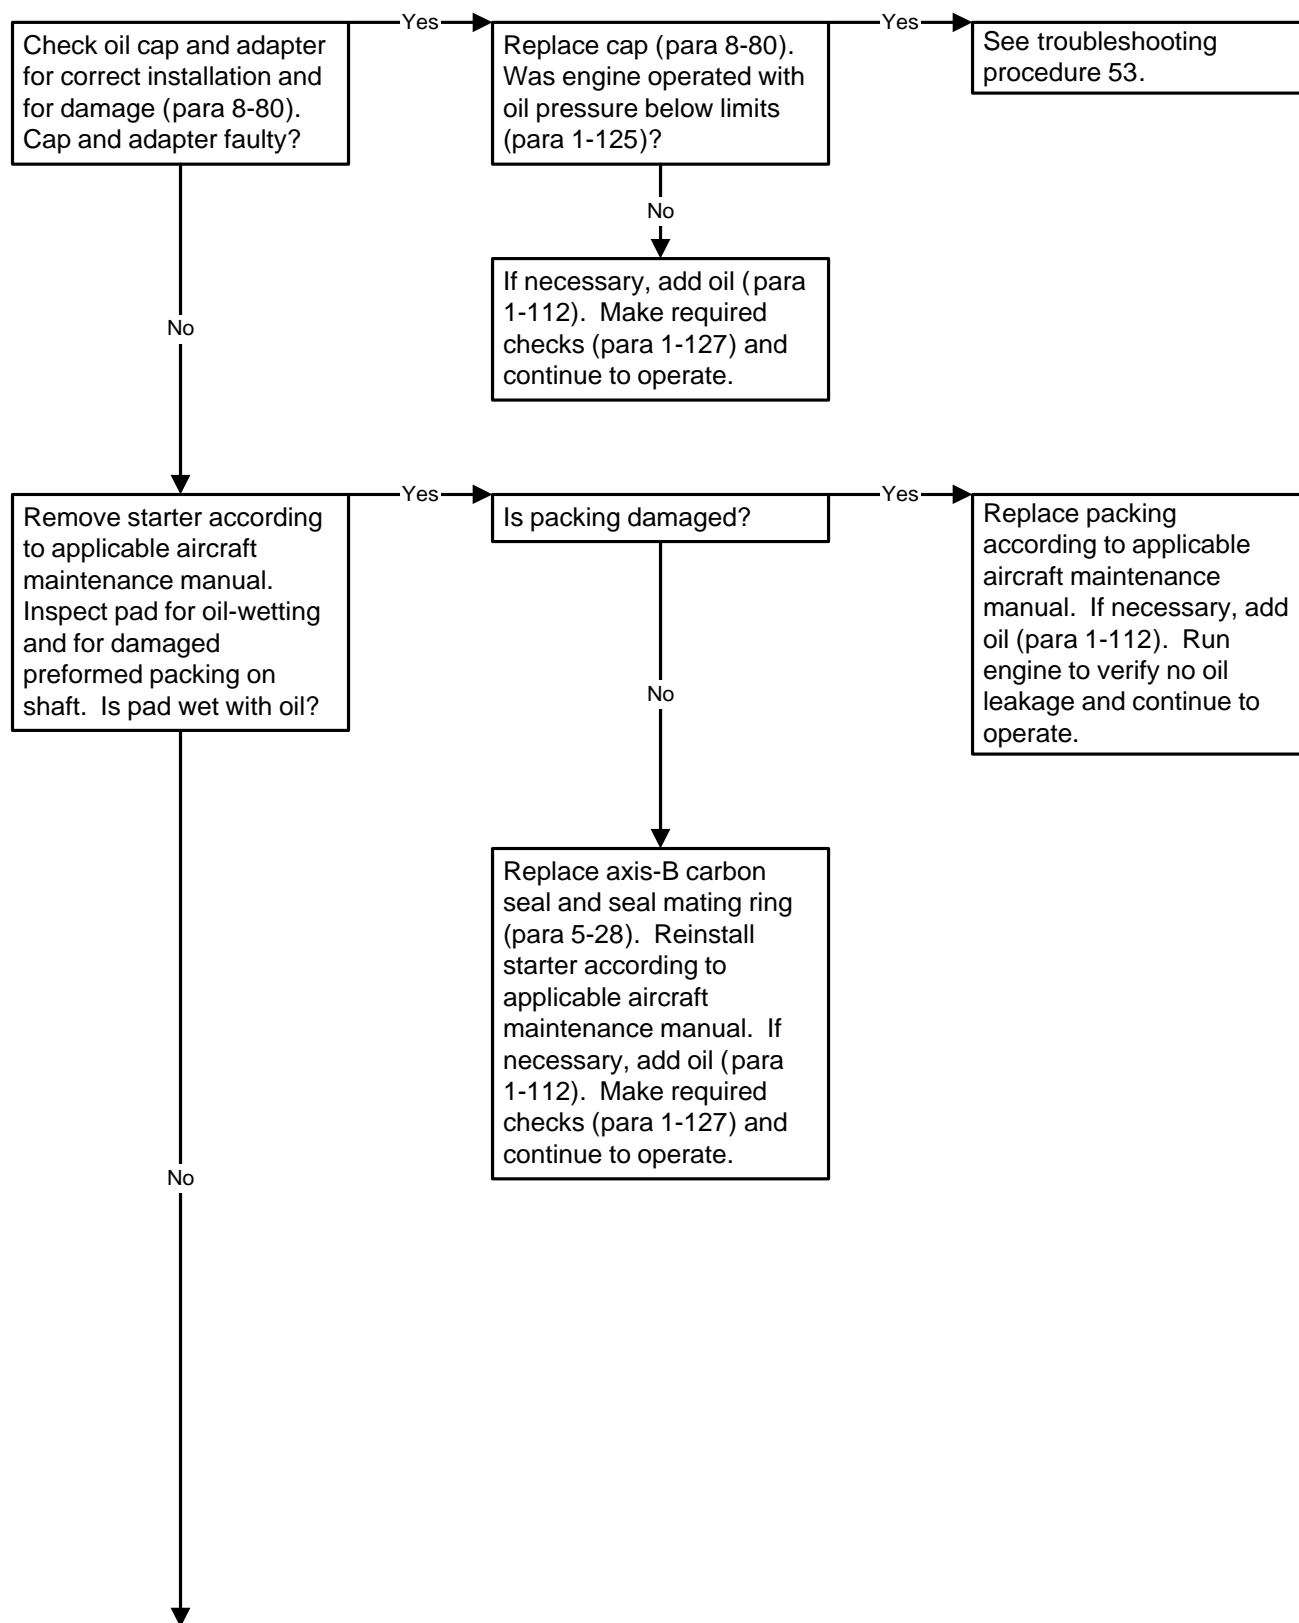 Yes
Yes
Check oil cap and adapter
for correct installation and
for damage (para 8-80).
Cap and adapter faulty?
Replace cap (para 8-80).
Was engine operated with
oil pressure below limits
(para 1-125)?
See troubleshooting
procedure 53.
No
If necessary, add oil (para
1-112). Make required
checks (para 1-127) and
continue to operate.
No
Yes
Yes
Remove starter according
to applicable aircraft
maintenance manual.
Inspect pad for oil-wetting
and for damaged
preformed packing on
shaft. Is pad wet with oil?
Is packing damaged?
Replace packing
according to applicable
aircraft maintenance
manual. If necessary, add
oil (para 1-112). Run
engine to verify no oil
leakage and continue to
operate.
No
Replace axis-B carbon
seal and seal mating ring
(para 5-28). Reinstall
starter according to
applicable aircraft
maintenance manual. If
necessary, add oil (para
1-112). Make required
checks (para 1-127) and
continue to operate.
No